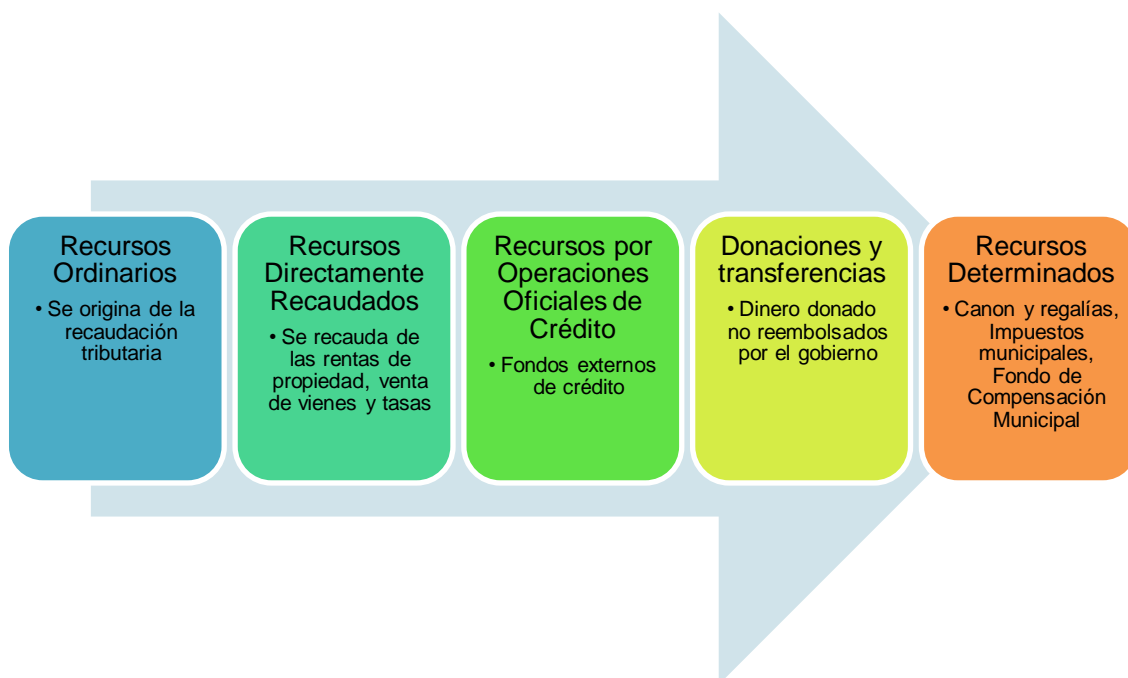 Recursos
Ordinarios
• Se origina de la
recaudación
tributaria
Recursos
Directamente
Recaudados
• Se recauda de
las rentas de
propiedad, venta
de vienes y tasas
Recursos por
Operaciones
Oficiales de
Crédito
• Fondos externos
de crédito
Donaciones y
transferencias
• Dinero donado
no reembolsados
por el gobierno
Recursos
Determinados
• Canon y regalías,
Impuestos
municipales,
Fondo de
Compensación
Municipal